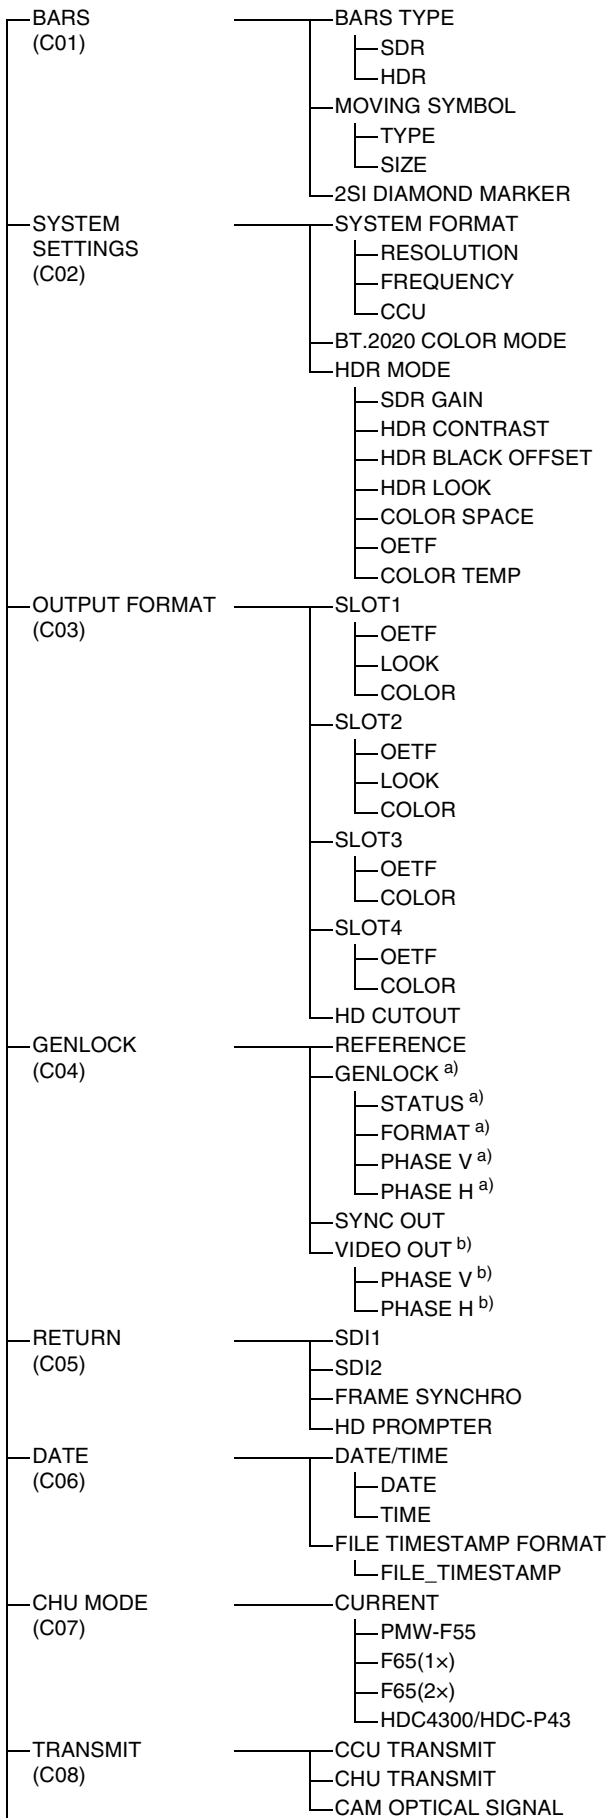 BARS
(C01)
BARS TYPE
SDR
HDR
MOVING SYMBOL
TYPE
SIZE
2SI DIAMOND MARKER
SYSTEM
SETTINGS
(C02)
SYSTEM FORMAT
RESOLUTION
FREQUENCY
CCU
BT.2020 COLOR MODE
HDR MODE
SDR GAIN
HDR CONTRAST
HDR BLACK OFFSET
HDR LOOK
COLOR SPACE
OETF
COLOR TEMP
OUTPUT FORMAT
(C03)
SLOT1
OETF
LOOK
COLOR
SLOT2
OETF
LOOK
COLOR
SLOT3
OETF
COLOR
SLOT4
OETF
COLOR
HD CUTOUT
GENLOCK
(C04)
REFERENCE
GENLOCK a)
STATUS a)
FORMAT a)
PHASE V a)
PHASE H a)
SYNC OUT
VIDEO OUT b)
PHASE V b)
PHASE H b)
RETURN
(C05)
SDI1
SDI2
FRAME SYNCHRO
HD PROMPTER
DATE
(C06)
DATE/TIME
DATE
TIME
FILE TIMESTAMP FORMAT
FILE_TIMESTAMP
CHU MODE
(C07)
CURRENT
PMW-F55
F65(1×)
F65(2×)
HDC4300/HDC-P43
TRANSMIT
(C08)
CCU TRANSMIT
CHU TRANSMIT
CAM OPTICAL SIGNAL